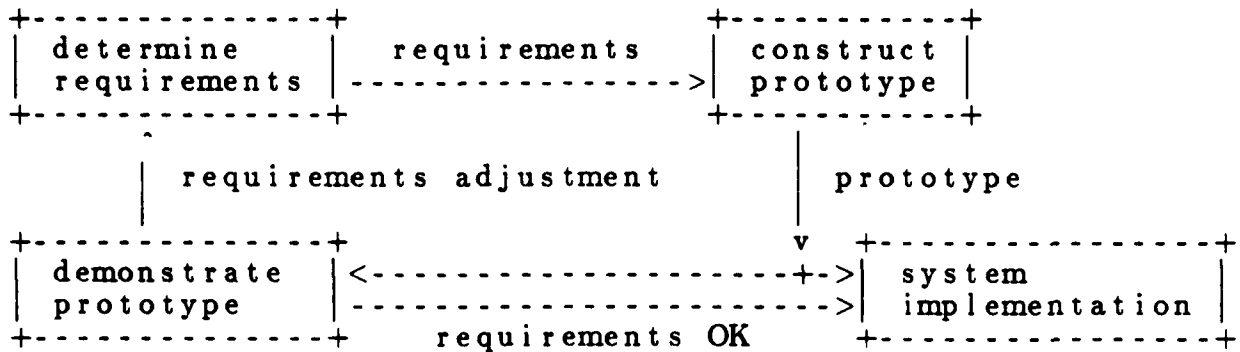 determine requirements construct
requirements prototype
requirements adjustment prototype
demonstrate system
prototype implementation
requirements OK